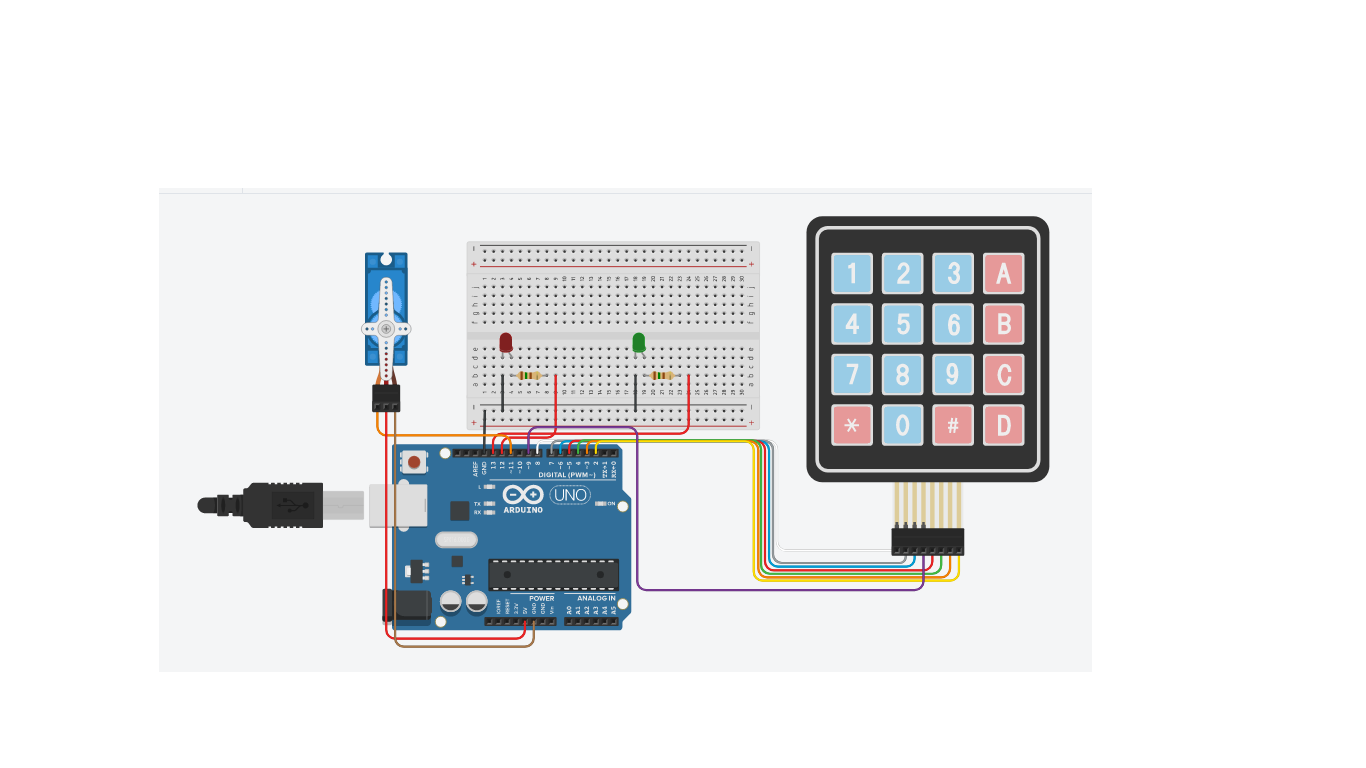 1 2 3 A
4 5 6 B
7 8 9 C
* 0 # D
j
i
h
g
f
e
d
c
b
a
AREF
GND
13
12
~11
~10
~9
8
7
~6
~5
4
~3
2
TX→1
RX←0
DIGITAL (PWM~)
L
TX
RX
UNO
ON
ARDUINO
POWER
ANALOG IN
IOREF
RESET
3.3V
5V
GND
GND
A0
A1
A2
A3
A4
A5